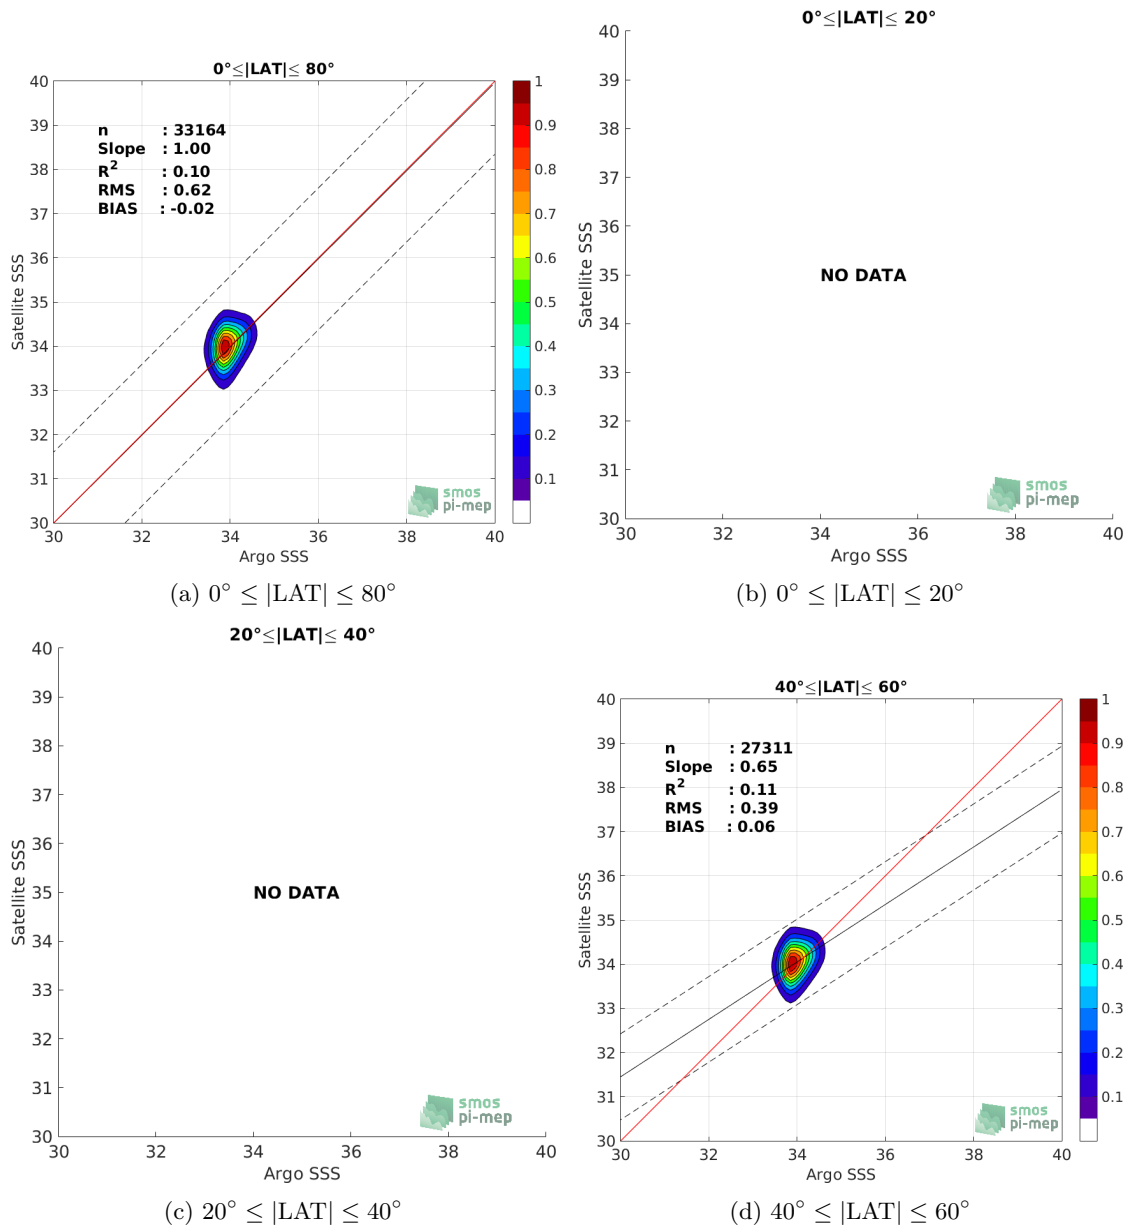 0°≤|LAT|≤ 80°
40
39
38
37
36
35
34
33
32
31
30
Satellite SSS
n : 33164
Slope : 1.00
R2 : 0.10
RMS : 0.62
BIAS : -0.02
30 32 34 36 38 40
Argo SSS
1
0.9
0.8
0.7
0.6
0.5
0.4
0.3
0.2
0.1
smos
pi-mep
(a) 0° ≤ |LAT| ≤ 80°
0°≤|LAT|≤ 20°
40
39
38
37
36
35
34
33
32
31
30
Satellite SSS
NO DATA
30 32 34 36 38 40
Argo SSS
smos
pi-mep
(b) 0° ≤ |LAT| ≤ 20°
20°≤|LAT|≤ 40°
40
39
38
37
36
35
34
33
32
31
30
Satellite SSS
NO DATA
30 32 34 36 38 40
Argo SSS
smos
pi-mep
(c) 20° ≤ |LAT| ≤ 40°
40°≤|LAT|≤ 60°
40
39
38
37
36
35
34
33
32
31
30
Satellite SSS
n : 27311
Slope : 0.65
R2 : 0.11
RMS : 0.39
BIAS : 0.06
30 32 34 36 38 40
Argo SSS
1
0.9
0.8
0.7
0.6
0.5
0.4
0.3
0.2
0.1
smos
pi-mep
(d) 40° ≤ |LAT| ≤ 60°